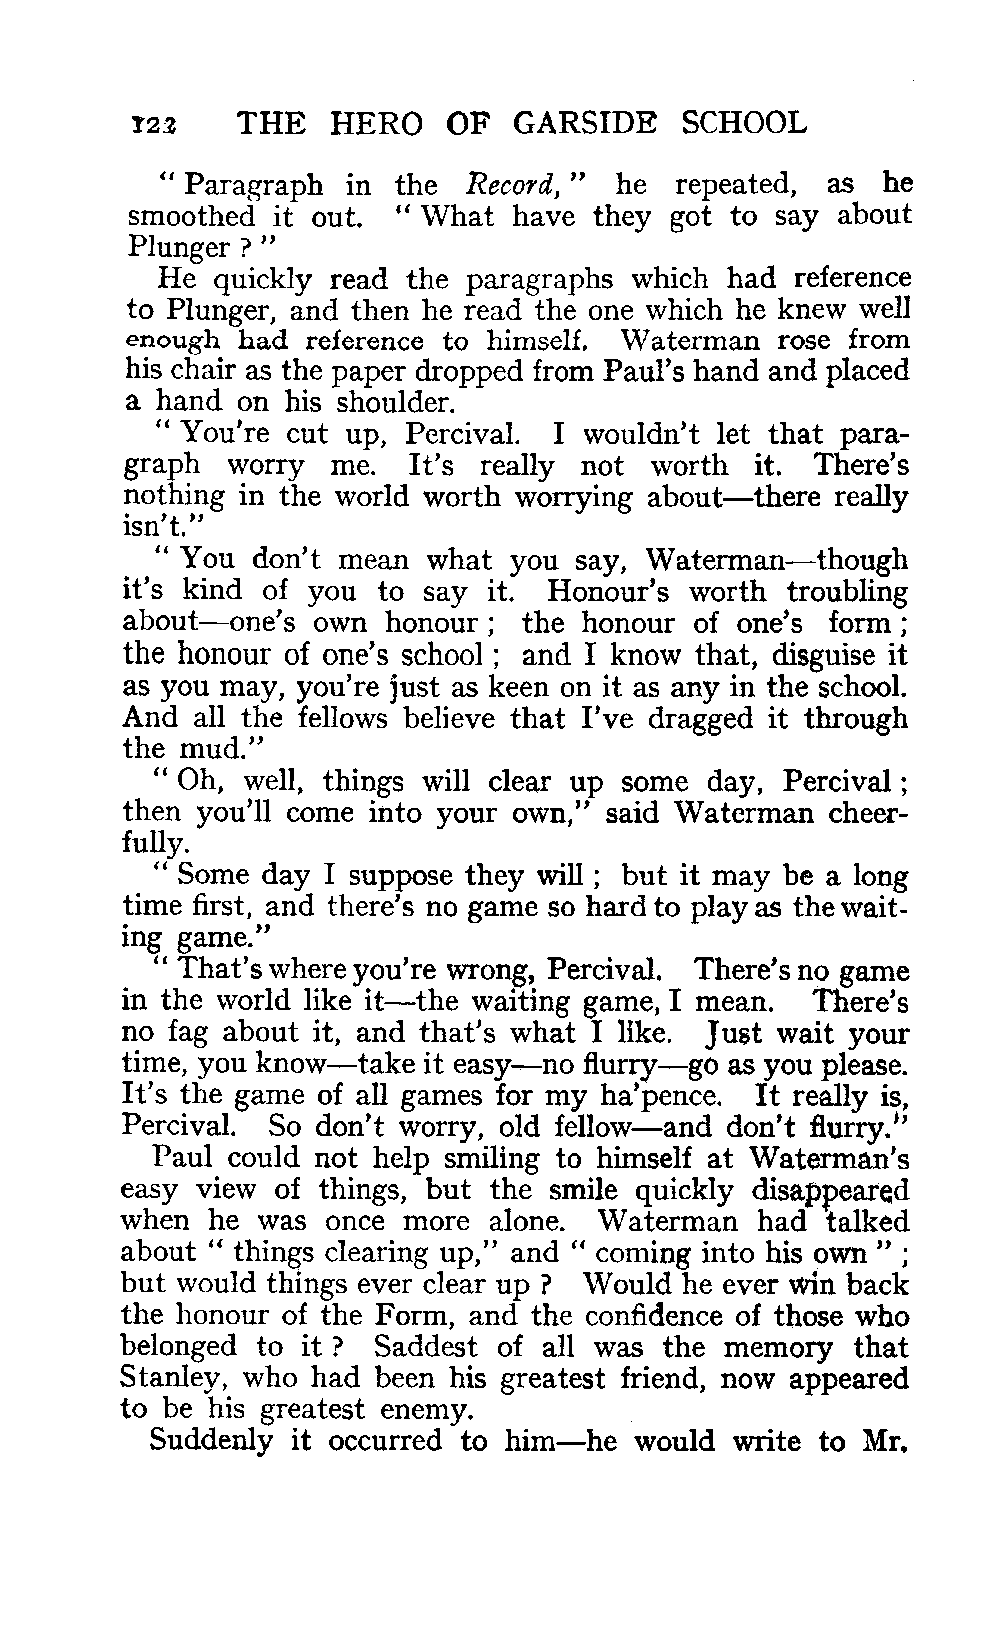 122 THE HERO OF GARSIDE SCHOOL
“ Paragraph in the Record, ” he repeated, as he
smoothed it out. “ What have they got to say about
Plunger ? ”
He quickly read the paragraphs which had reference
to Plunger, and then he read the one which he knew well
enough had reference to himself. Waterman rose from
his chair as the paper dropped from Paul's hand and placed
a hand on his shoulder.
“ You're cut up, Percival. I wouldn't let that para-
graph worry me. It's really not worth it. There's
nothing in the world worth worrying about—there really
isn't.”
“ You don't mean what you say, Waterman—though
it's kind of you to say it. Honour's worth troubling
about—one's own honour ; the honour of one's form ;
the honour of one's school ; and I know that, disguise it
as you may, you're just as keen on it as any in the school.
And all the fellows believe that I've dragged it through
the mud.”
“ Oh, well, things will clear up some day, Percival ;
then you'll come into your own,” said Waterman cheer-
fully.
“ Some day I suppose they will ; but it may be a long
time first, and there's no game so hard to play as the wait-
ing game.”
“ That's where you're wrong, Percival. There's no game
in the world like it—the waiting game, I mean. There's
no fag about it, and that's what I like. Just wait your
time, you know—take it easy—no flurry—go as you please.
It's the game of all games for my ha'pence. It really is,
Percival. So don't worry, old fellow—and don't flurry.”
Paul could not help smiling to himself at Waterman's
easy view of things, but the smile quickly disappeared
when he was once more alone. Waterman had talked
about “ things clearing up,” and “ coming into his own ” ;
but would things ever clear up ? Would he ever win back
the honour of the Form, and the confidence of those who
belonged to it ? Saddest of all was the memory that
Stanley, who had been his greatest friend, now appeared
to be his greatest enemy.
Suddenly it occurred to him—he would write to Mr.